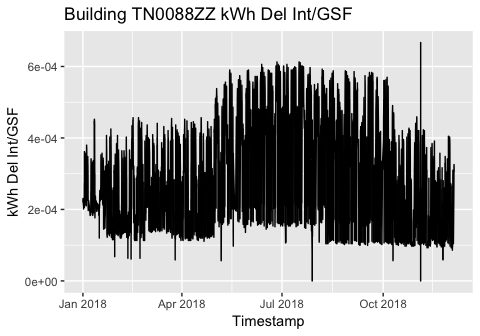 Building TN0088ZZ kWh Del Int/GSF
kWh Del Int/GSF
6e-04
4e-04
2e-04
0e+00
Jan 2018 Apr 2018 Jul 2018 Oct 2018
Timestamp